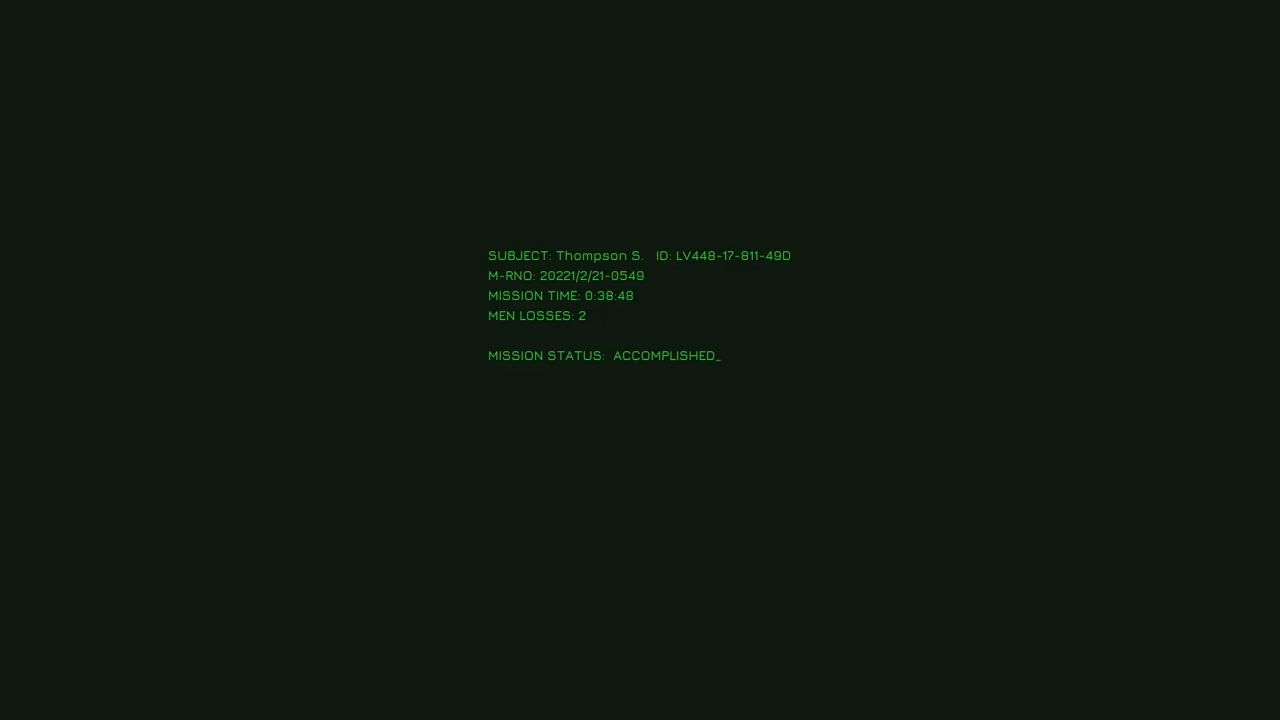 SUBJECT: Thompson S.   ID: LV448-17-811-49D
M-RNO: 20221/2/21-0549
MISSION TIME: 0:38:48
MEN LOSSES: 2
MISSION STATUS:  ACCOMPLISHED_